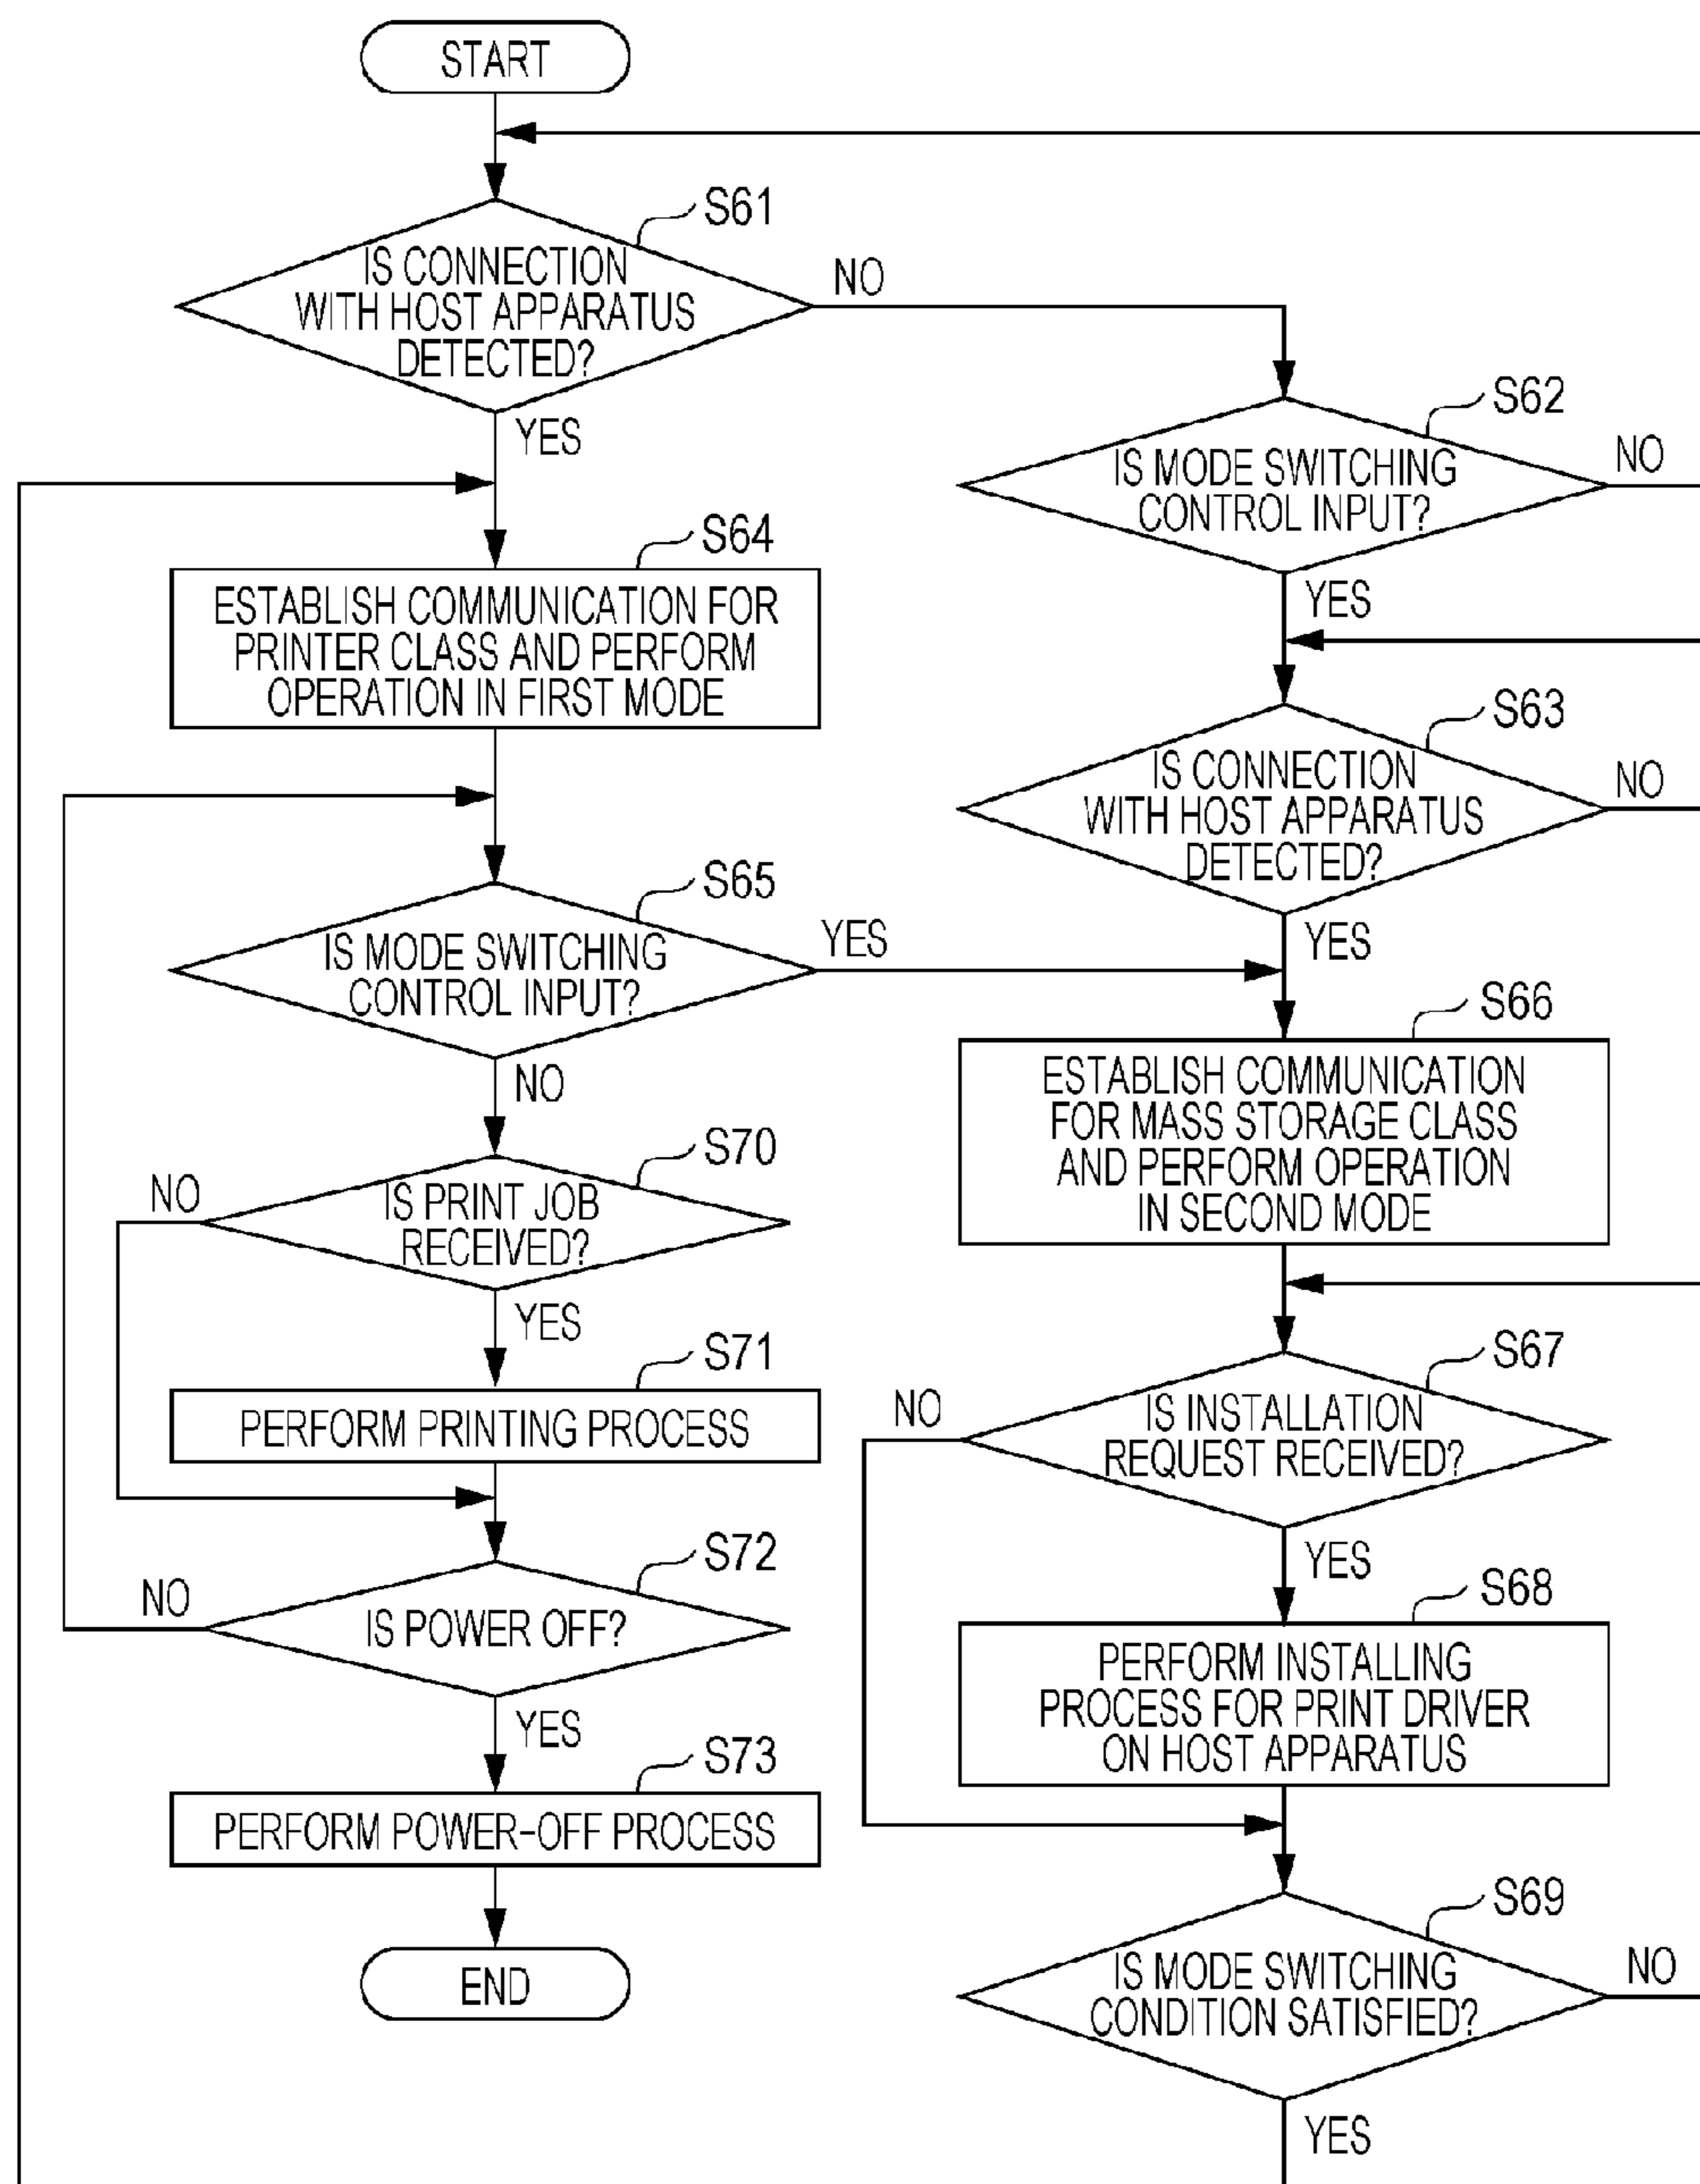 START
S61
IS CONNECTION
WITH HOST APPARATUS
DETECTED?
NO
YES
S62
IS MODE SWITCHING
CONTROL INPUT?
NO
YES
S63
IS CONNECTION
WITH HOST APPARATUS
DETECTED?
NO
YES
S64
ESTABLISH COMMUNICATION FOR
PRINTER CLASS AND PERFORM
OPERATION IN FIRST MODE
S65
IS MODE SWITCHING
CONTROL INPUT?
YES
NO
S66
ESTABLISH COMMUNICATION
FOR MASS STORAGE CLASS
AND PERFORM OPERATION
IN SECOND MODE
S67
IS INSTALLATION
REQUEST RECEIVED?
NO
YES
S68
PERFORM INSTALLING
PROCESS FOR PRINT DRIVER
ON HOST APPARATUS
S69
IS MODE SWITCHING
CONDITION SATISFIED?
NO
YES
S70
IS PRINT JOB
RECEIVED?
NO
YES
S71
PERFORM PRINTING PROCESS
S72
IS POWER OFF?
NO
YES
S73
PERFORM POWER-OFF PROCESS
END